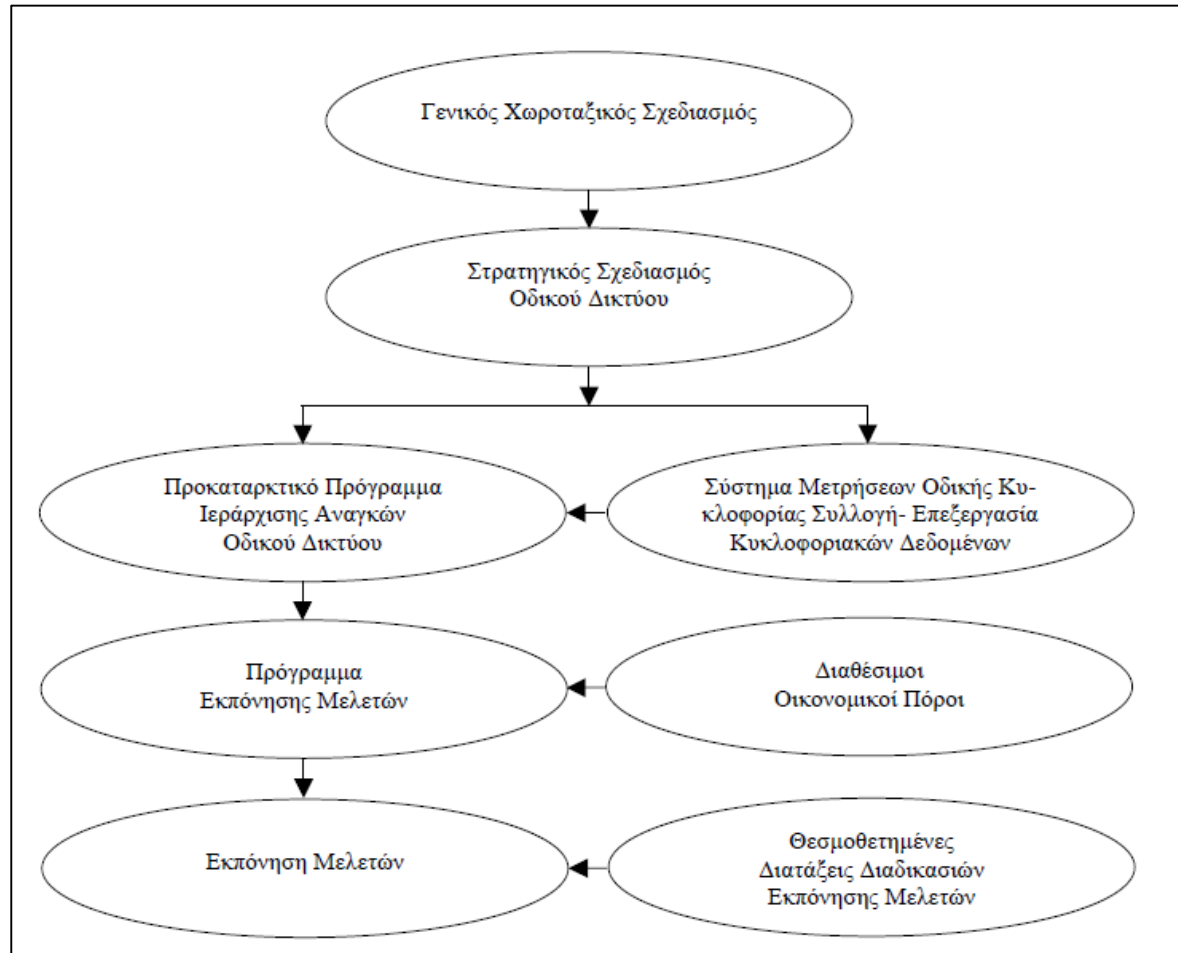 Γενικός Χωροταξικός Σχεδιασμός
Στρατηγικός Σχεδιασμός
Οδικού Δικτύου
Προκαταρκτικό Πρόγραμμα
Ιεράρχισης Αναγκών
Οδικού Δικτύου
Σύστημα Μετρήσεων Οδικής Κυ-
κλοφορίας Συλλογή- Επεξεργασία
Κυκλοφοριακών Δεδομένων
Πρόγραμμα
Εκπόνησης Μελετών
Διαθέσιμοι
Οικονομικοί Πόροι
Εκπόνηση Μελετών
Θεσμοθετημένες
Διατάξεις Διαδικασιών
Εκπόνησης Μελετών